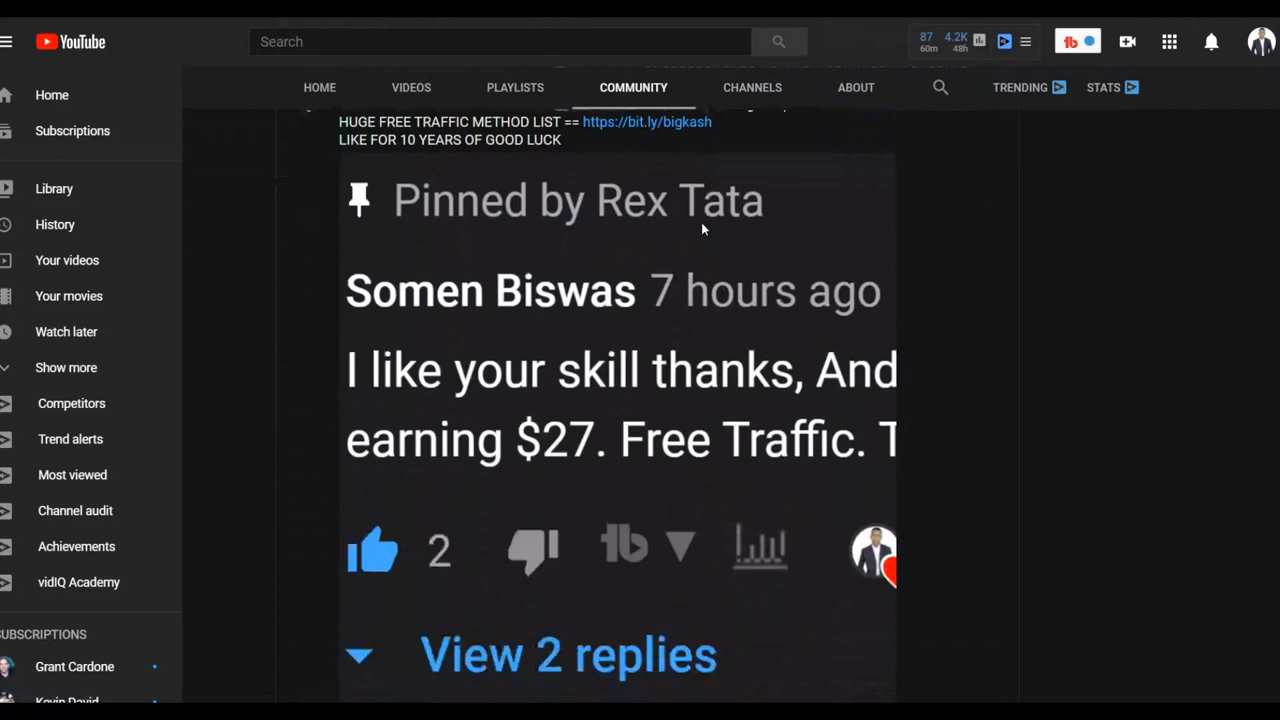 YouTube
Search
87 4.2K
60m 48h
Home
Subscriptions
Library
History
Your videos
Your movies
Watch later
Show more
Competitors
Trend alerts
Most viewed
Channel audit
Achievements
vidIQ Academy
SUBSCRIPTIONS
Grant Cardone
Kevin David
HOME VIDEOS PLAYLISTS COMMUNITY CHANNELS ABOUT TRENDING STATS
HUGE FREE TRAFFIC METHOD LIST == https://bit.ly/bigkash
LIKE FOR 10 YEARS OF GOOD LUCK
Pinned by Rex Tata
Somen Biswas 7 hours ago
I like your skill thanks, And
earning $27. Free Traffic. T
2 tb
View 2 replies